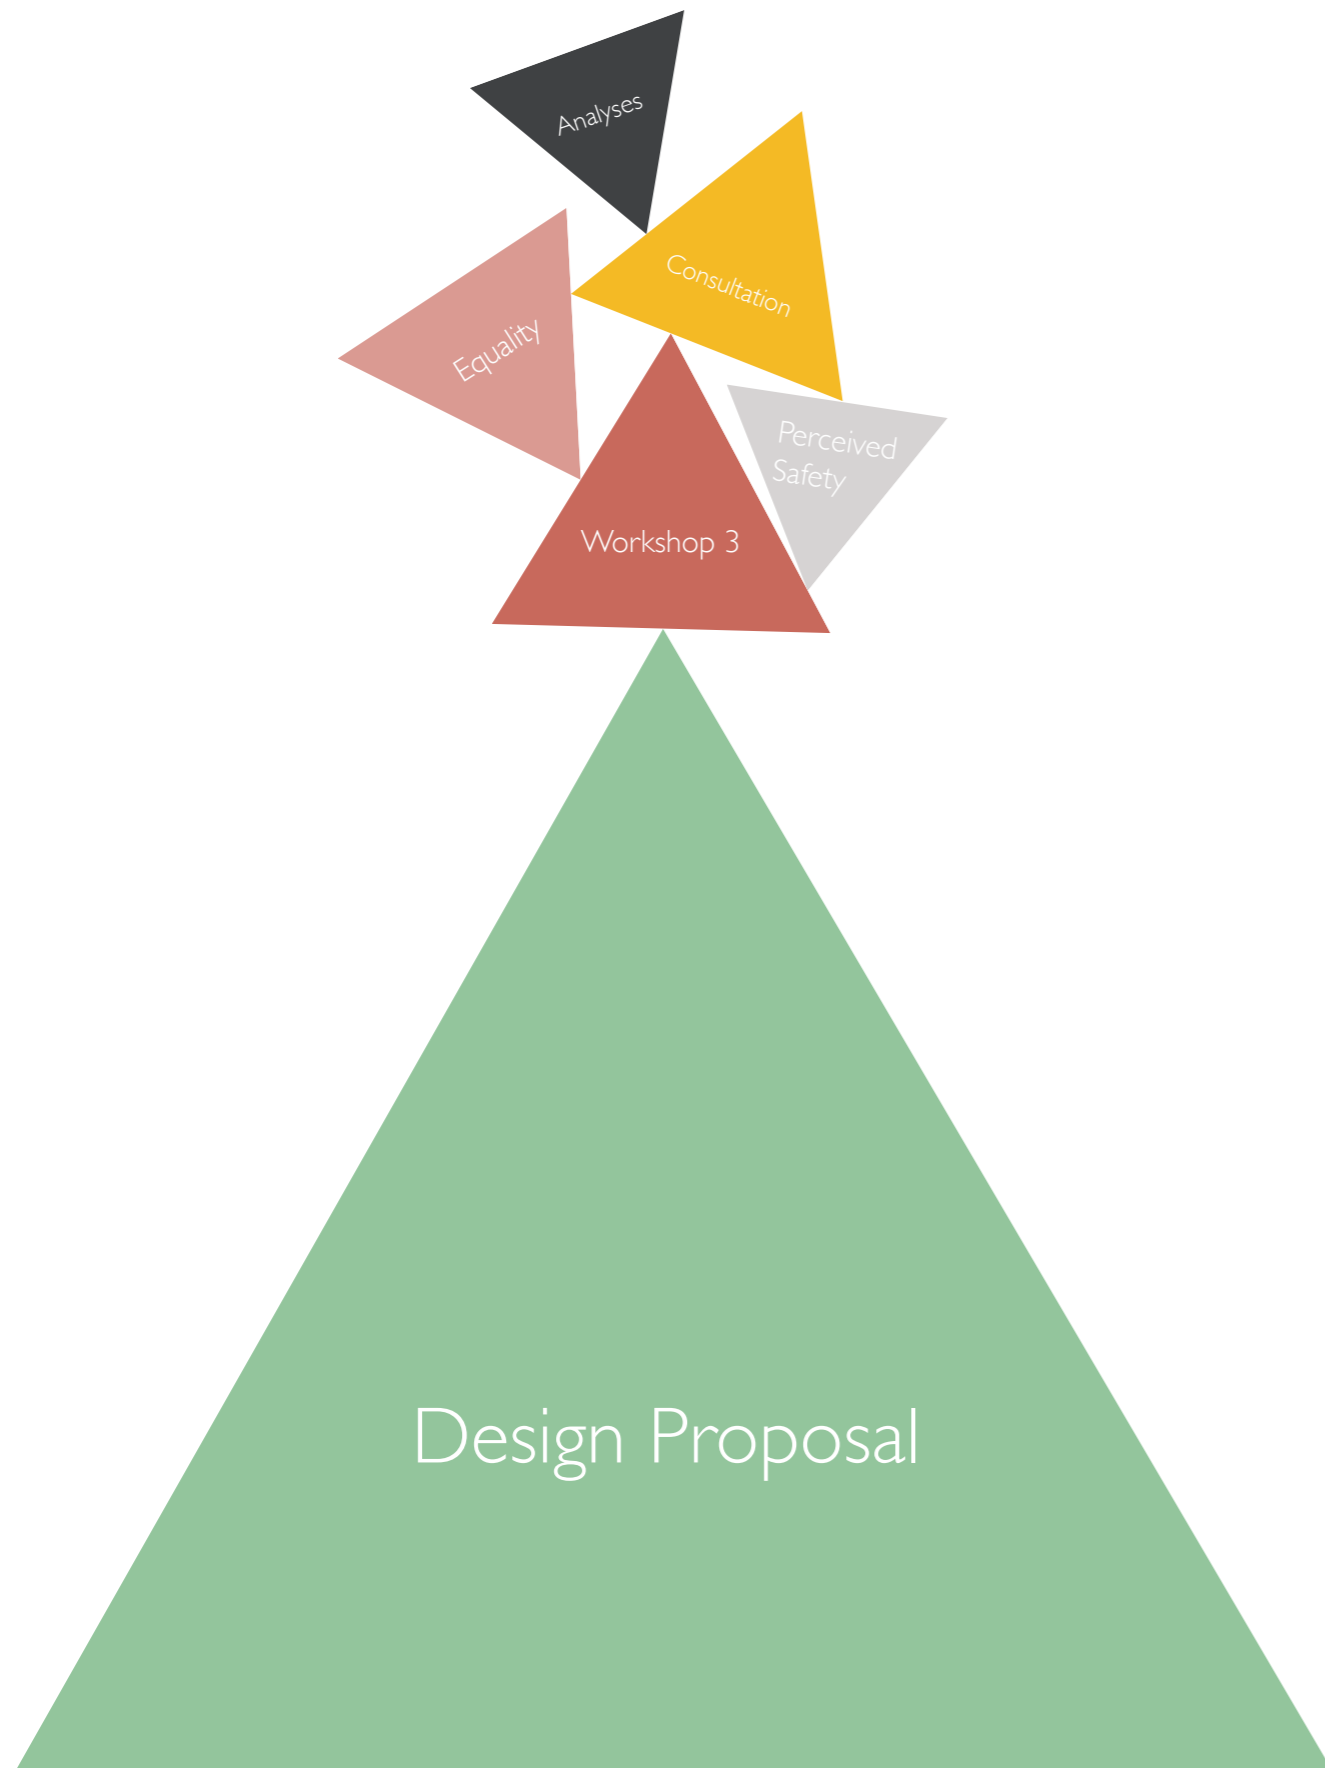 Analyses
Consultation
Equality
Perceived
Safety
Workshop 3
Design Proposal